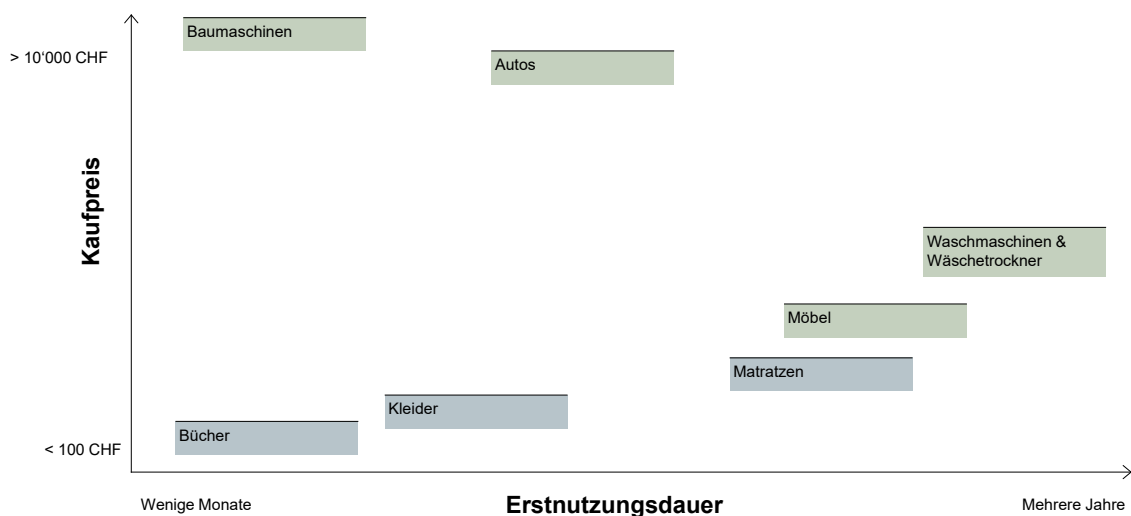 Baumaschinen
> 10‘000 CHF
Autos
Kaufpreis
Waschmaschinen &
Wäschetrockner
Möbel
Matratzen
Kleider
Bücher
< 100 CHF
Wenige Monate
Erstnutzungsdauer
Mehrere Jahre